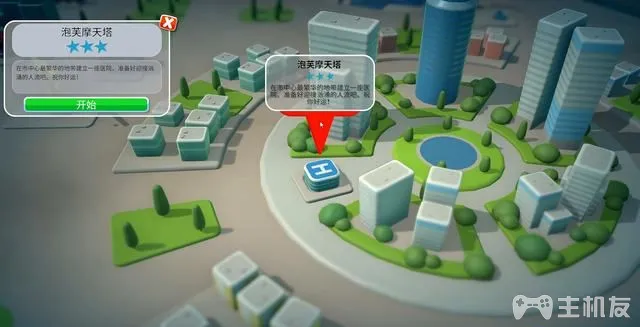 泡芙摩天塔
在市中心最繁华的地带建立一座医院。准备好迎接汹
涌的人流吧。祝你好运！
开始
泡芙摩天塔
在市中心最繁华的地带建立一座医
院。准备好迎接汹涌的人流吧。祝
你好运！
H
主机友